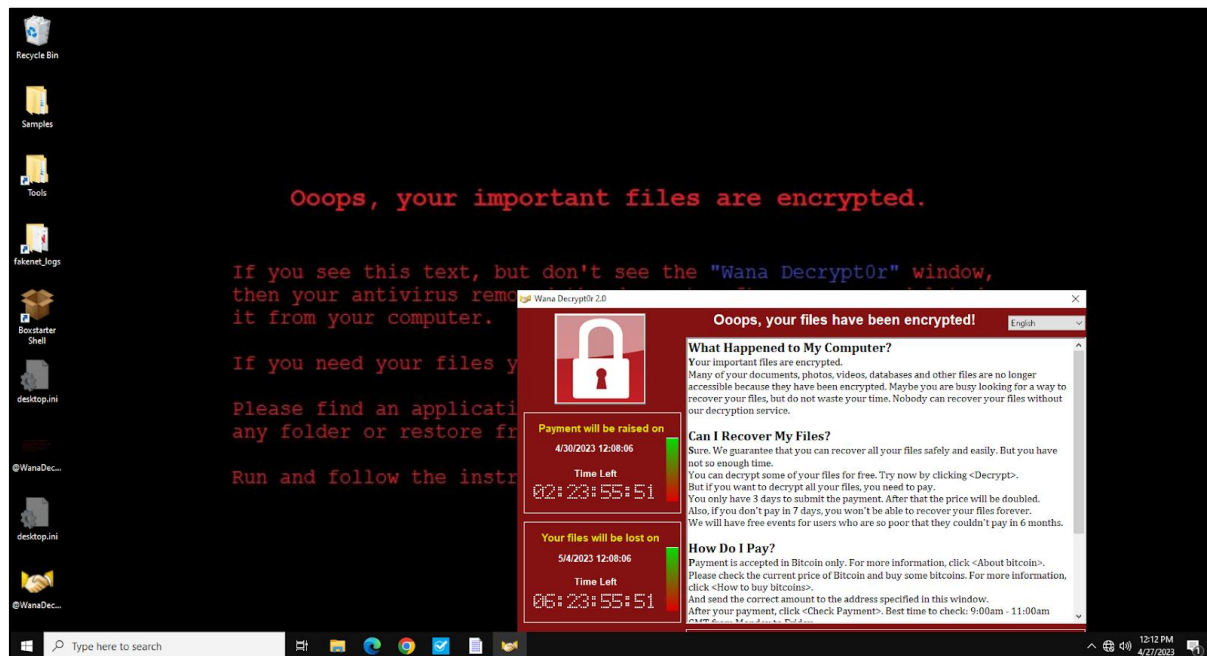 Recycle Bin
Samples
Tools
fakenet_logs
Boxstarter
Shell
desktop.ini
@WanaDec...
desktop.ini
@WanaDec...
Ooops, your important files are encrypted.
If you see this text, but don't see the "Wana Decrypt0r" window,
then your antivirus
it from your computer.
If you need your files
Please find an
any folder or restore
Run and follow the
Wana Decrypt0r 2.0
Ooops, your files have been encrypted!
English
Payment will be raised on
4/30/2023 12:08:06
Time Left
02:23:55:51
Your files will be lost on
5/4/2023 12:08:06
Time Left
06:23:55:51
What Happened to My Computer?
Your important files are encrypted.
Many of your documents, photos, videos, databases and other files are no longer
accessible because they have been encrypted. Maybe you are busy looking for a way to
recover your files, but do not waste your time. Nobody can recover your files without
our decryption service.
Can I Recover My Files?
Sure. We guarantee that you can recover all your files safely and easily. But you have
not so enough time.
You can decrypt some of your files for free. Try now by clicking <Decrypt>.
But if you want to decrypt all your files, you need to pay.
You only have 3 days to submit the payment. After that the price will be doubled.
Also, if you don't pay in 7 days, you won't be able to recover your files forever.
We will have free events for users who are so poor that they couldn't pay in 6 months.
How Do I Pay?
Payment is accepted in Bitcoin only. For more information, click <About bitcoin>.
Please check the current price of Bitcoin and buy some bitcoins. For more information,
click <How to buy bitcoins>.
And send the correct amount to the address specified in this window.
After your payment, click <Check Payment>. Best time to check: 9:00am - 11:00am
GMT from Monday to Friday
Type here to search
12:12 PM
4/27/2023
1